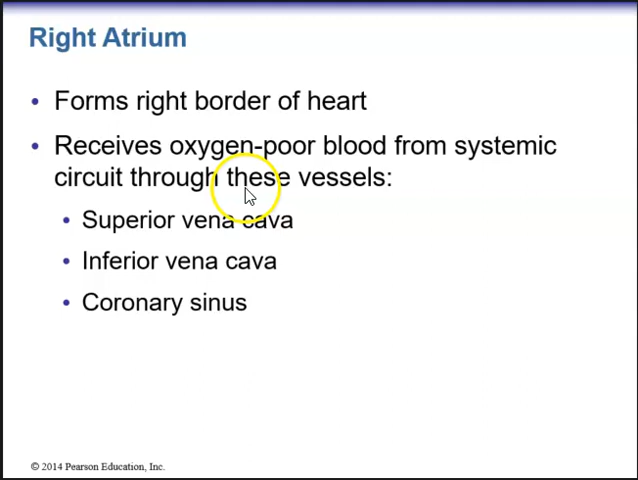 Right Atrium
• Forms right border of heart
• Receives oxygen-poor blood from systemic
circuit through these vessels:
• Superior vena cava
• Inferior vena cava
• Coronary sinus
© 2014 Pearson Education, Inc.